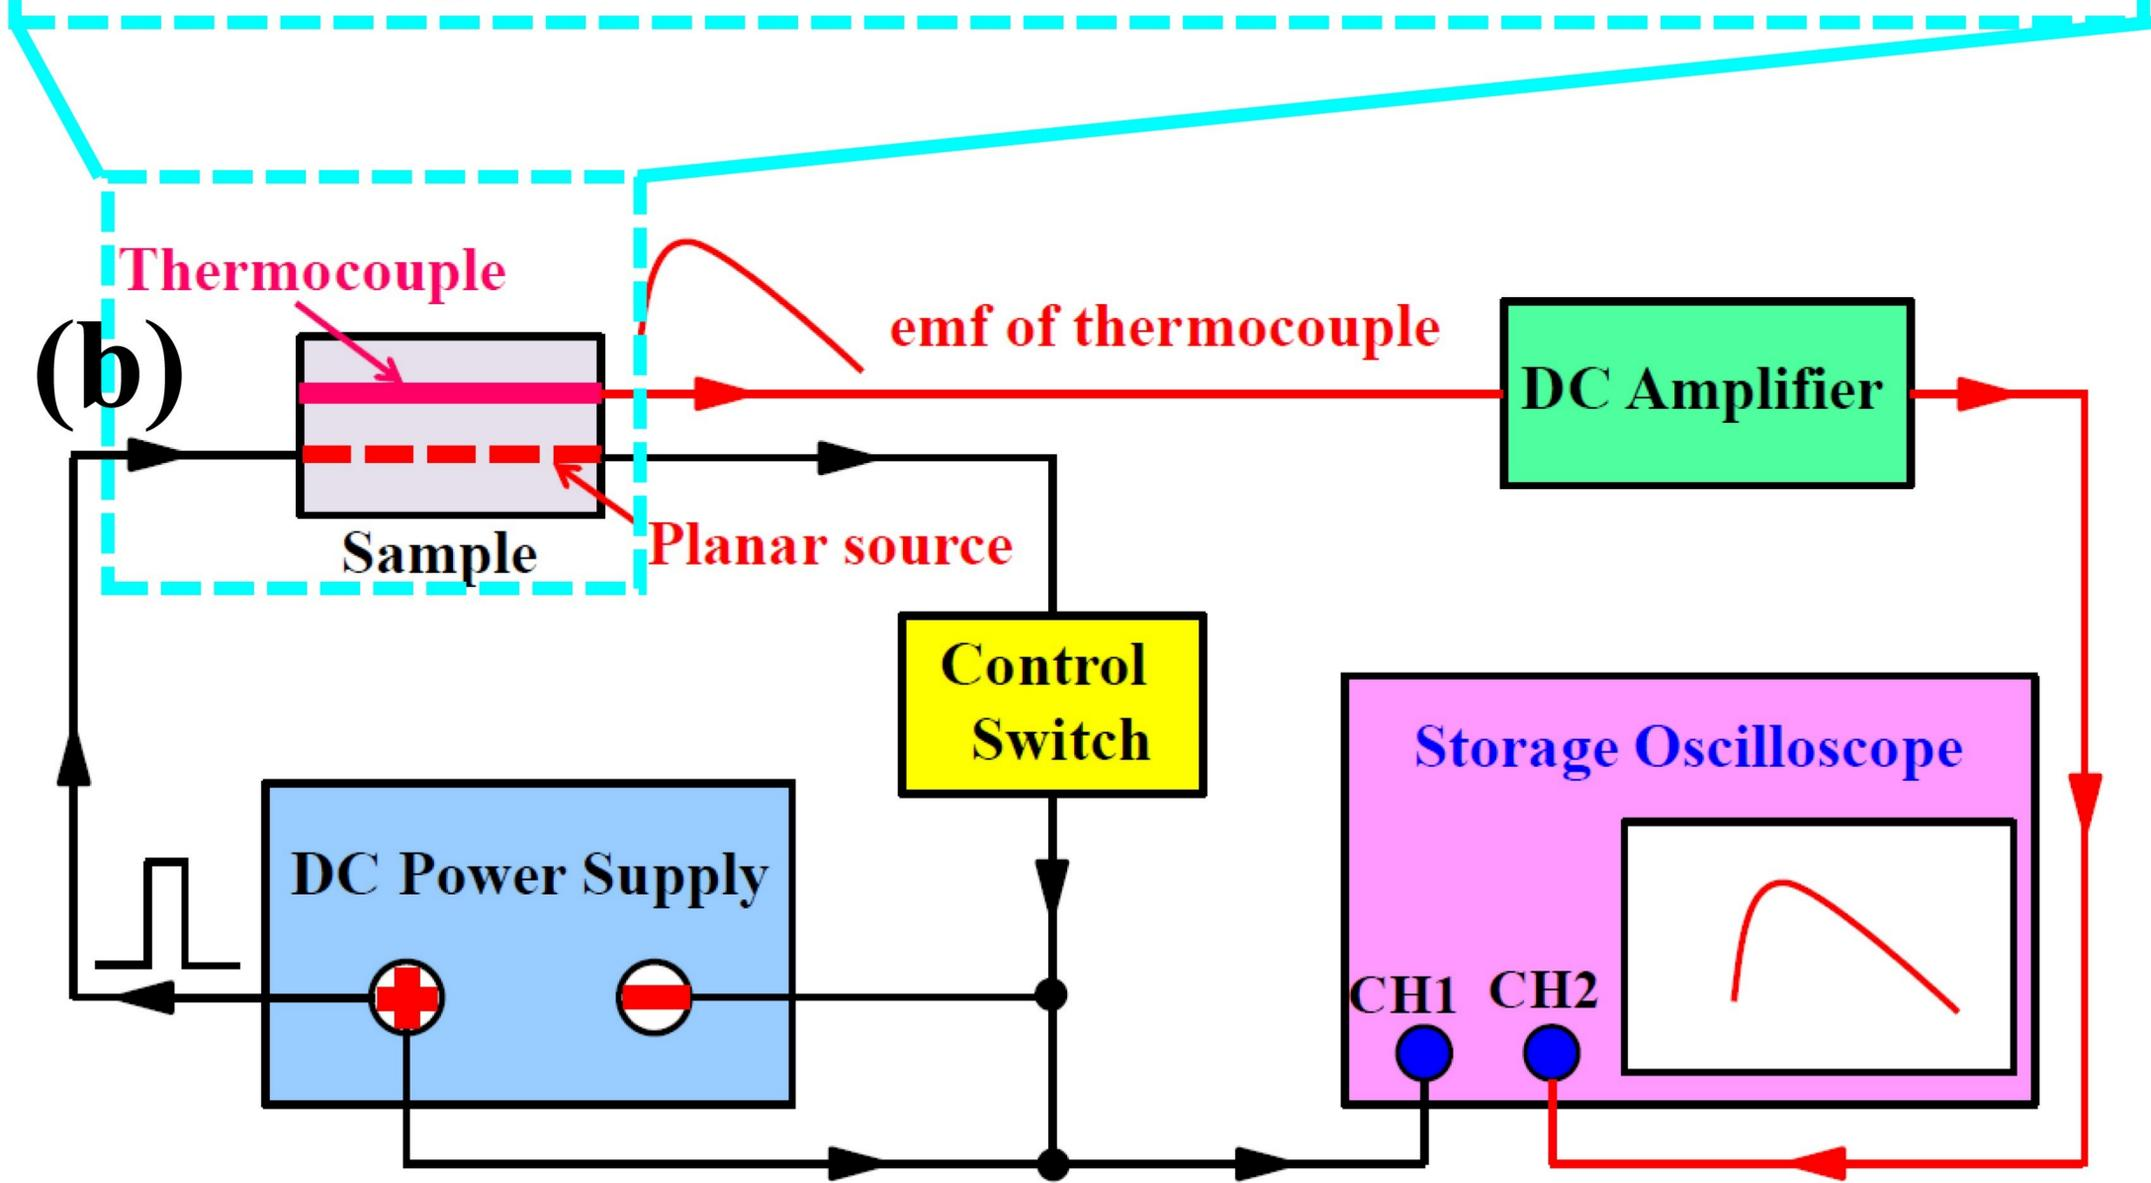 Thermocouple
(b)
emf of thermocouple
DC Amplifier
Planar source
Sample
Control
Switch
Storage Oscilloscope
DC Power Supply
CH1
CH2